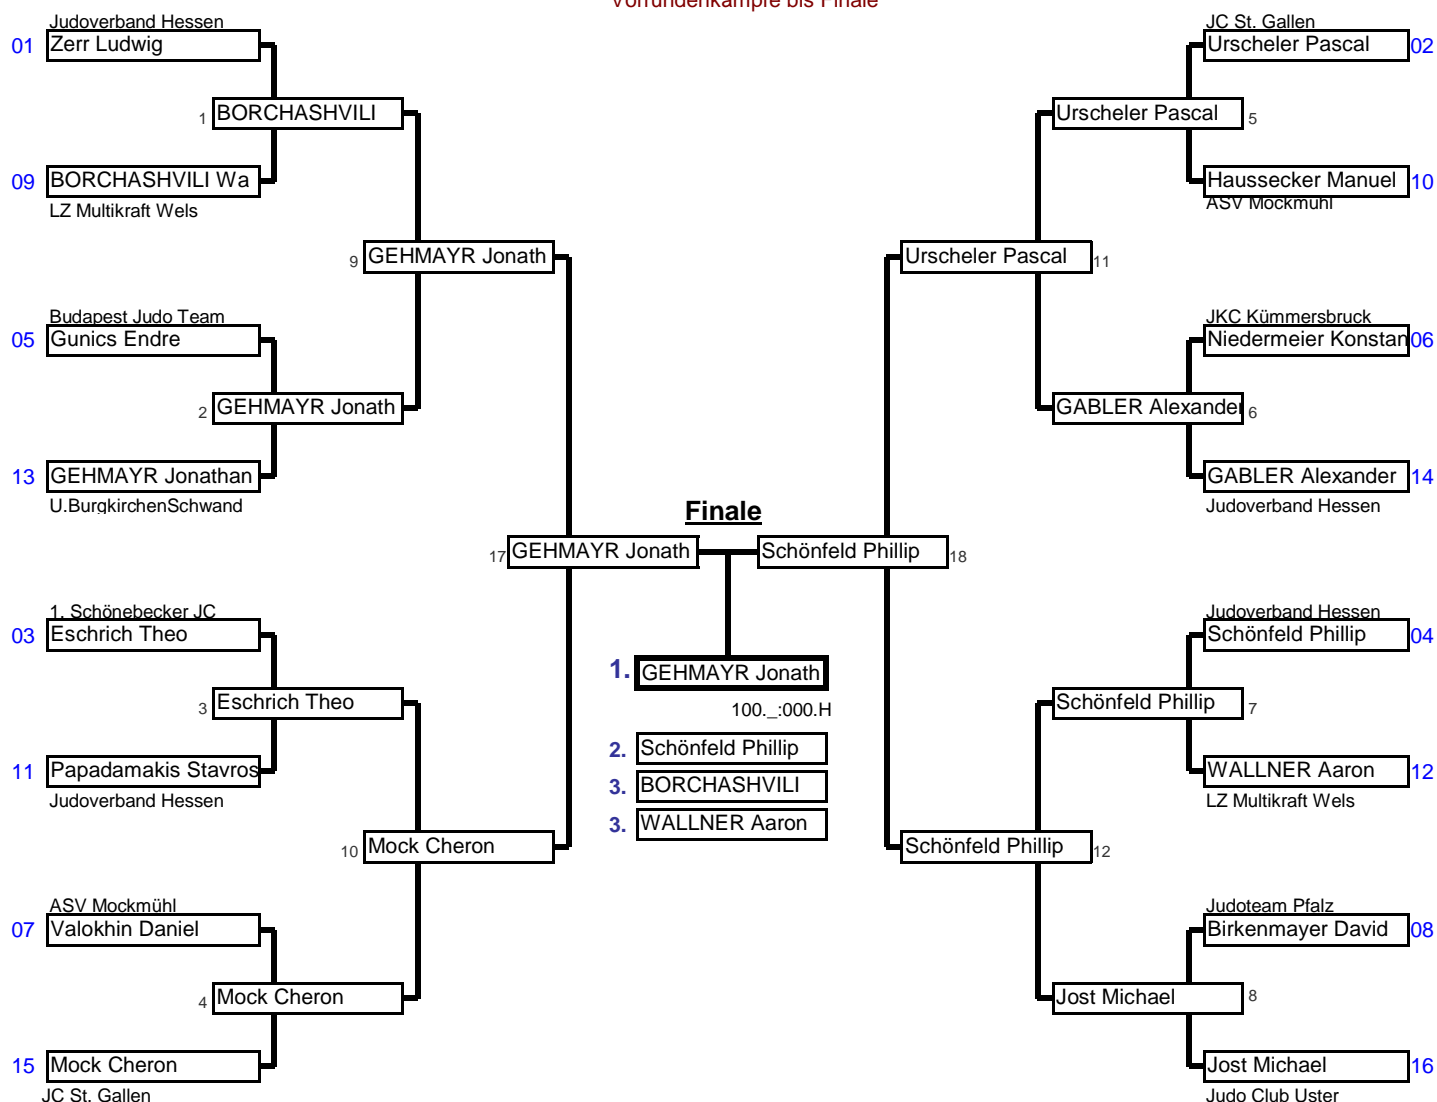 Vorrundenkämpfe bis Finale
Judoverband Hessen
01 Zerr Ludwig
1 BORCHASHVILI
09 BORCHASHVILI Wa
LZ Multikraft Wels
9 GEHMAYR Jonath
Budapest Judo Team
05 Gunics Endre
2 GEHMAYR Jonath
13 GEHMAYR Jonathan
U.BurgkirchenSchwand
17 GEHMAYR Jonath
1. Schönebecker JC
03 Eschrich Theo
3 Eschrich Theo
11 Papadamakis Stavros
Judoverband Hessen
10 Mock Cheron
ASV Mockmühl
07 Valokhin Daniel
4 Mock Cheron
15 Mock Cheron
JC St. Gallen
Finale
1. GEHMAYR Jonath
100._:000.H
2. Schönfeld Phillip
3. BORCHASHVILI
3. WALLNER Aaron
JC St. Gallen
Urscheler Pascal 02
Urscheler Pascal 5
Haussecker Manuel 10
ASV Mockmühl
Urscheler Pascal 11
JKC Kümmersbruck
Niedermeier Konstan 06
GABLER Alexander 6
GABLER Alexander 14
Judoverband Hessen
Schönfeld Phillip 18
Judoverband Hessen
Schönfeld Phillip 04
Schönfeld Phillip 7
WALLNER Aaron 12
LZ Multikraft Wels
Schönfeld Phillip 12
Judoteam Pfalz
Birkenmayer David 08
Jost Michael 8
Jost Michael 16
Judo Club Uster